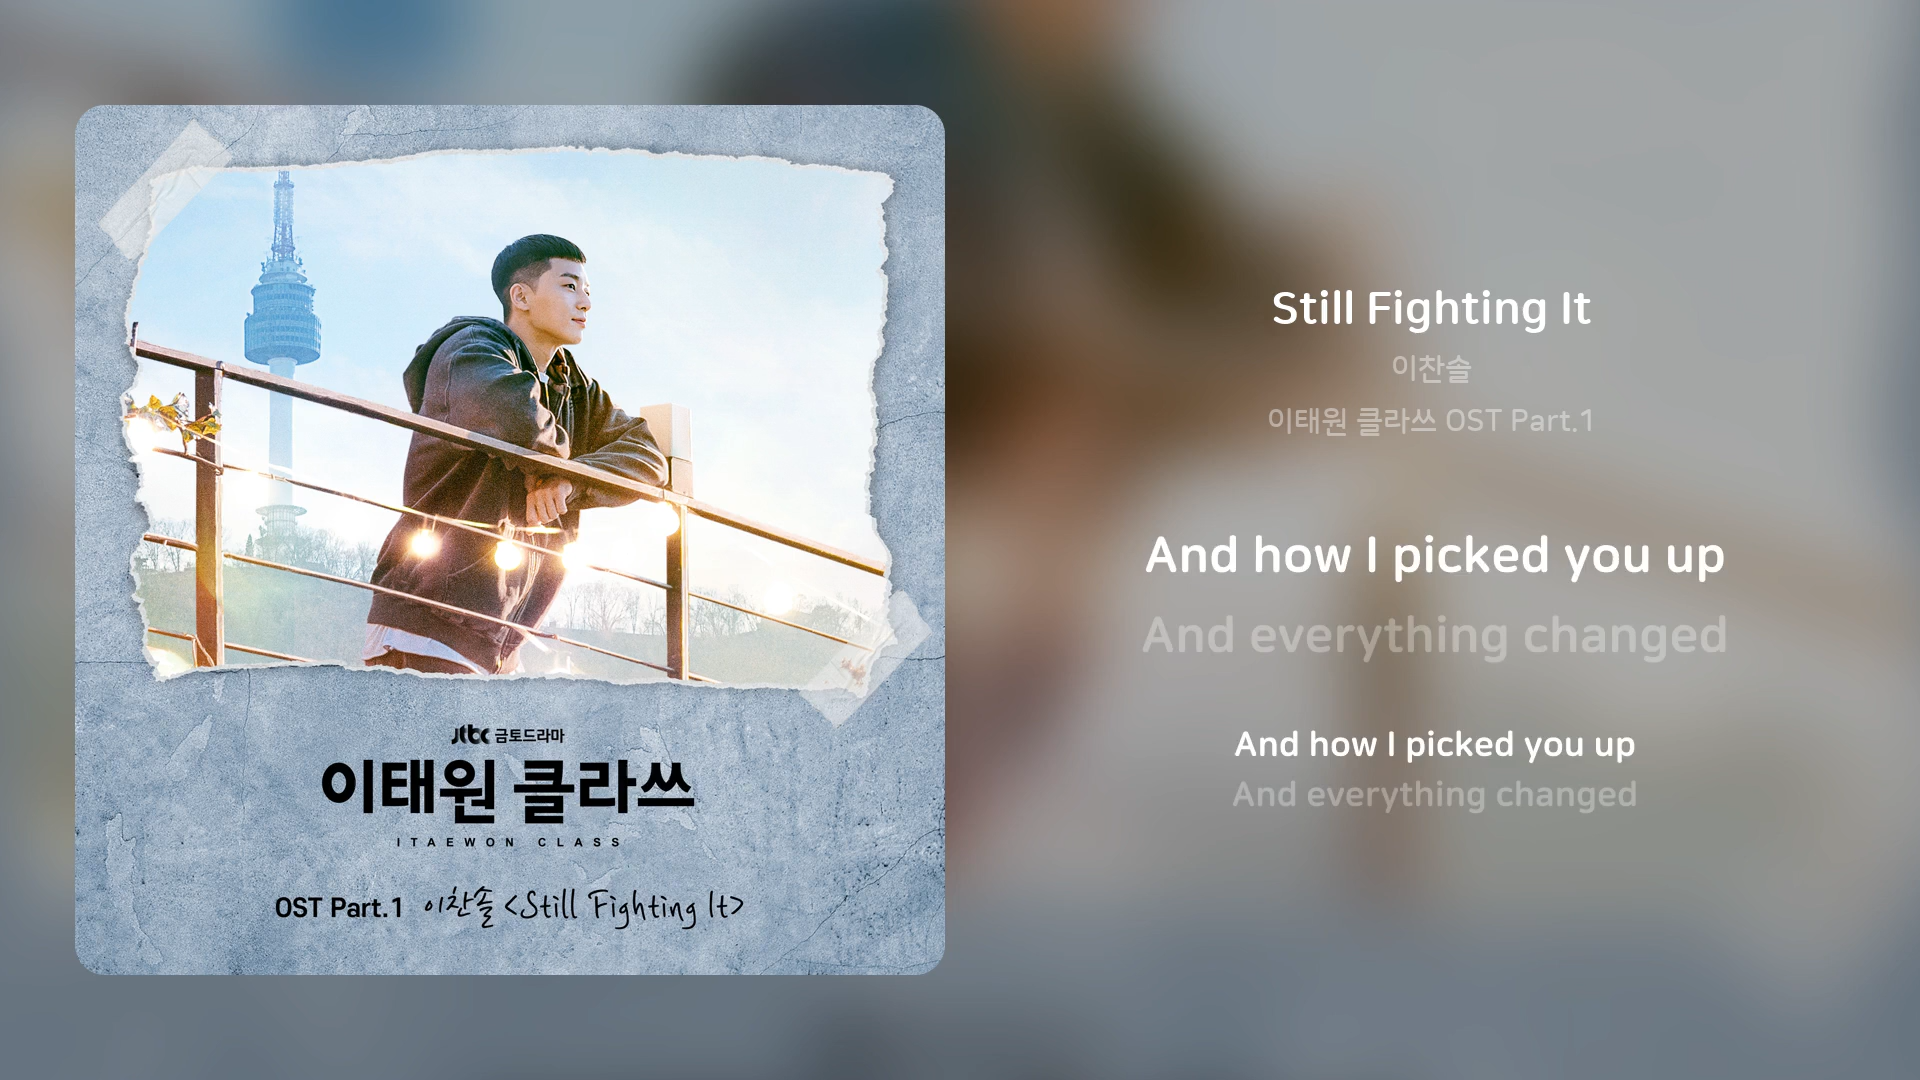 jtbc 금토드라마
이태원 클라쓰
ITAEWON CLASS
OST Part.1 이찬솔 <Still Fighting It>
Still Fighting It
이찬솔
이태원 클라쓰 OST Part.1
And how I picked you up
And everything changed
And how I picked you up
And everything changed